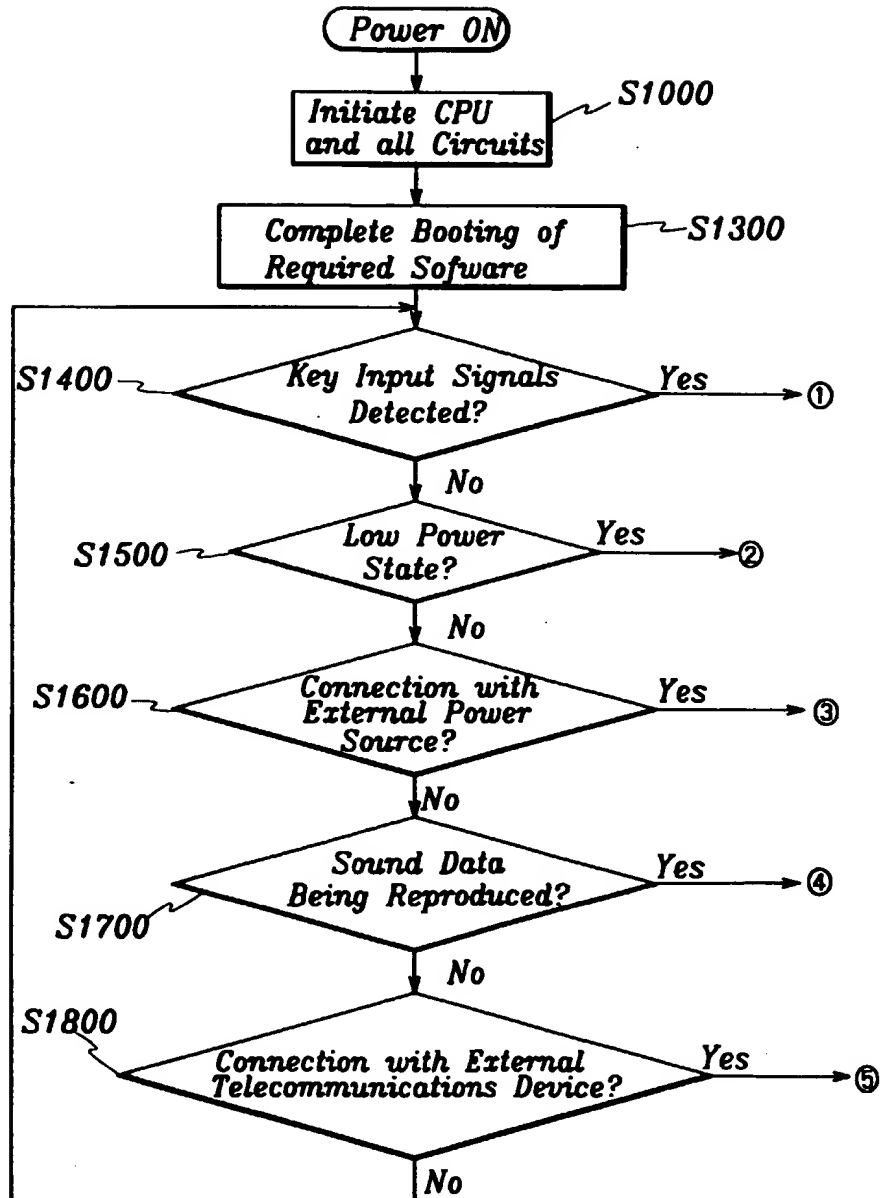 Power ON
S1000
Initiate CPU
and all Circuits
Complete Booting of
Required Sofware
S1300
S1400
Key Input Signals
Detected?
Yes
①
No
S1500
Low Power
State?
Yes
②
No
S1600
Connection with
External Power
Source?
Yes
③
No
S1700
Sound Data
Being Reproduced?
Yes
④
No
S1800
Connection with External
Telecommunications Device?
Yes
⑤
No